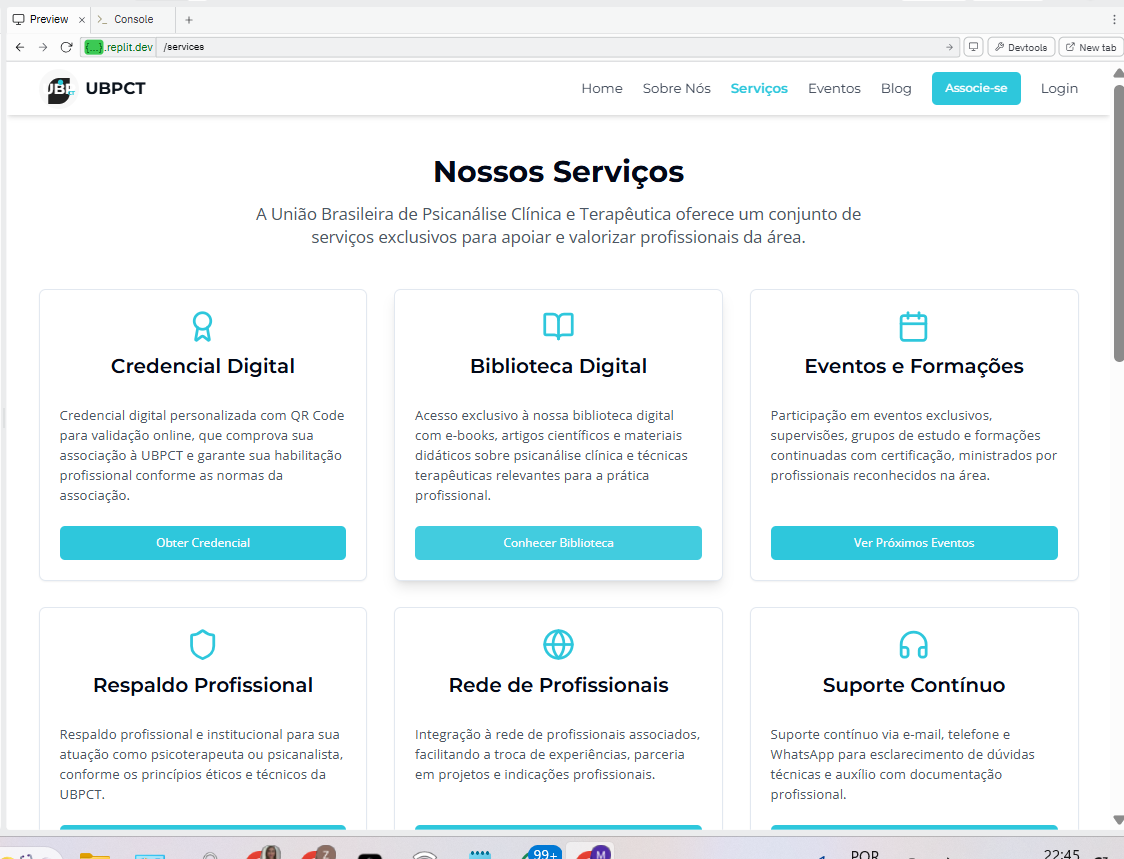 Preview
Console
{...}.replit.dev /services
Devtools
New tab
UBPCT
Home Sobre Nós Serviços Eventos Blog Associe-se Login
Nossos Serviços
A União Brasileira de Psicanálise Clínica e Terapêutica oferece um conjunto de
serviços exclusivos para apoiar e valorizar profissionais da área.
Credencial Digital
Credencial digital personalizada com QR Code
para validação online, que comprova sua
associação à UBPCT e garante sua habilitação
profissional conforme as normas da
associação.
Obter Credencial
Biblioteca Digital
Acesso exclusivo à nossa biblioteca digital
com e-books, artigos científicos e materiais
didáticos sobre psicanálise clínica e técnicas
terapêuticas relevantes para a prática
profissional.
Conhecer Biblioteca
Eventos e Formações
Participação em eventos exclusivos,
supervisões, grupos de estudo e formações
continuadas com certificação, ministrados por
profissionais reconhecidos na área.
Ver Próximos Eventos
Respaldo Profissional
Respaldo profissional e institucional para sua
atuação como psicoterapeuta ou psicanalista,
conforme os princípios éticos e técnicos da
UBPCT.
Rede de Profissionais
Integração à rede de profissionais associados,
facilitando a troca de experiências, parceria
em projetos e indicações profissionais.
Suporte Contínuo
Suporte contínuo via e-mail, telefone e
WhatsApp para esclarecimento de dúvidas
técnicas e auxílio com documentação
profissional.
Z
99+
M
POR
22:45